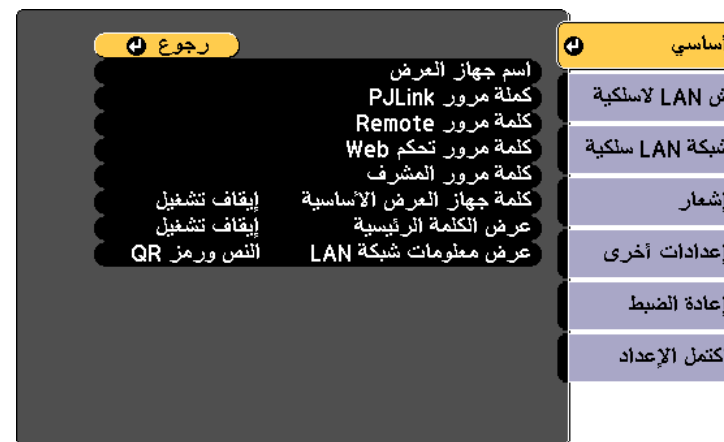 رجوع
اسم جهاز العرض
كملة مرور PJLink
كلمة مرور Remote
كلمة مرور تحكم Web
كلمة مرور المشرف
كلمة جهاز العرض الأساسية إيقاف تشغيل
عرض الكلمة الرئيسية إيقاف تشغيل
عرض معلومات شبكة LAN النص ورمز QR
أساسي
ش LAN لاسلكية
شبكة LAN سلكية
إشعار
إعدادات أخرى
إعادة الضبط
كتمل الإعداد